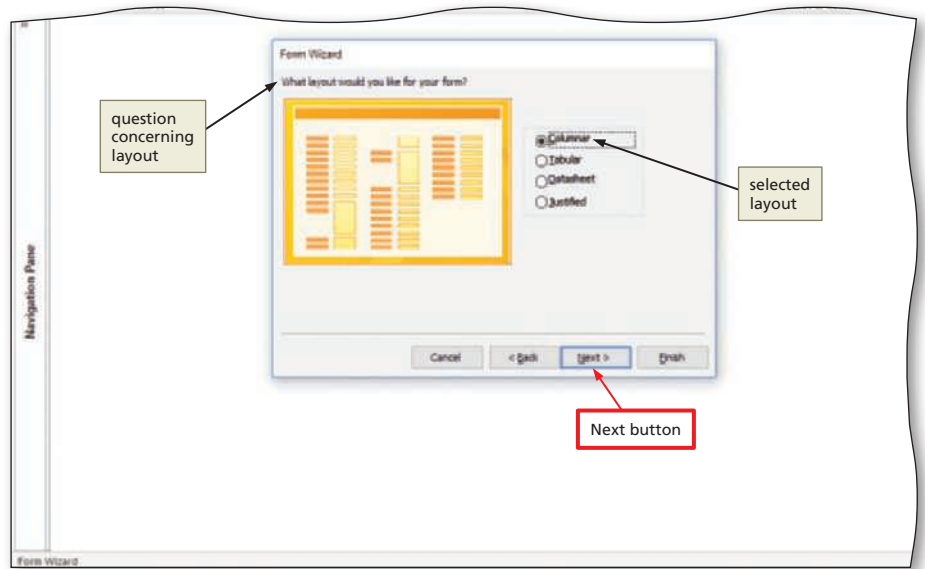 Form Wizard
What layout would you like for your form?
question
concerning
layout
Columnar
Tabular
Datasheet
Justified
selected
layout
Navigation Pane
Cancel
< Back
Next >
Finish
Next button
Form Wizard